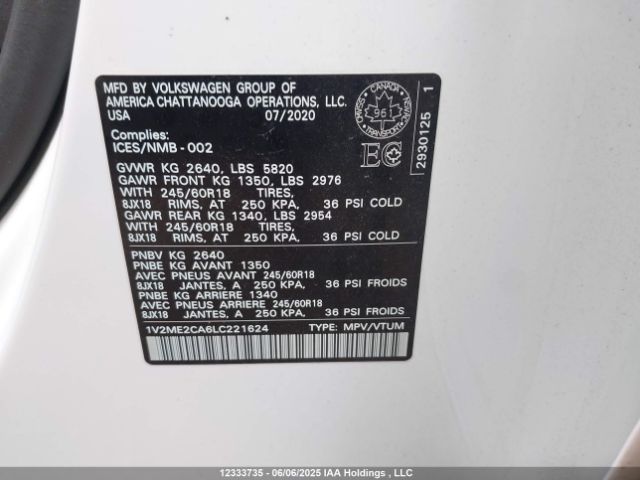 MFD BY VOLKSWAGEN GROUP OF
AMERICA CHATTANOOGA OPERATIONS, LLC.
USA 07/2020
Complies:
ICES/NMB-002
GVWR KG 2640, LBS 5820
GAWR FRONT KG 1350, LBS 2976
WITH 245/60R18 TIRES,
8JX18 RIMS, AT 250 KPA, 36 PSI COLD
GAWR REAR KG 1340, LBS 2954
WITH 245/60R18 TIRES,
8JX18 RIMS, AT 250 KPA, 36 PSI COLD
PNBV KG 2640
PNBE KG AVANT 1350
AVEC PNEUS AVANT 245/60R18
8JX18 JANTES, A 250 KPA, 36 PSI FROIDS
PNBE KG ARRIERE 1340
AVEC PNEUS ARRIERE 245/60R18
8JX18 JANTES, A 250 KPA, 36 PSI FROIDS
1V2ME2CA6LC221624 TYPE: MPV/VTUM
CANADA
961
TRANSPORT
EC
2930125 1
12333735 - 06/06/2025 IAA Holdings , LLC